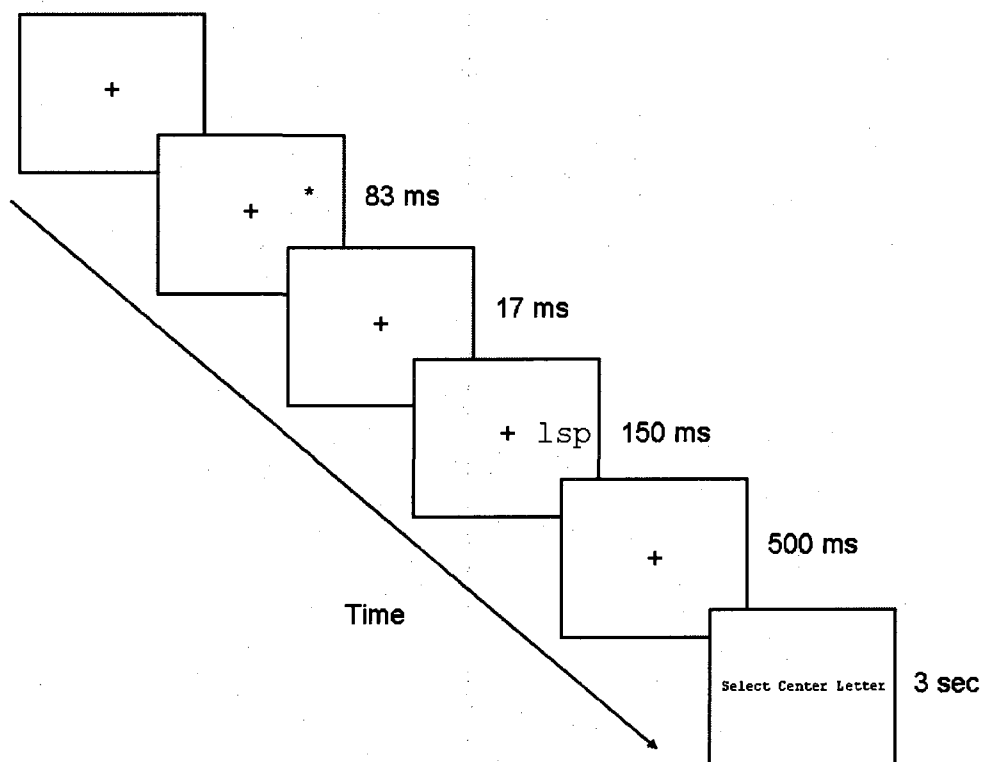 +
+ *
83 ms
+
17 ms
+ lsp
150 ms
+
500 ms
Time
Select Center Letter
3 sec